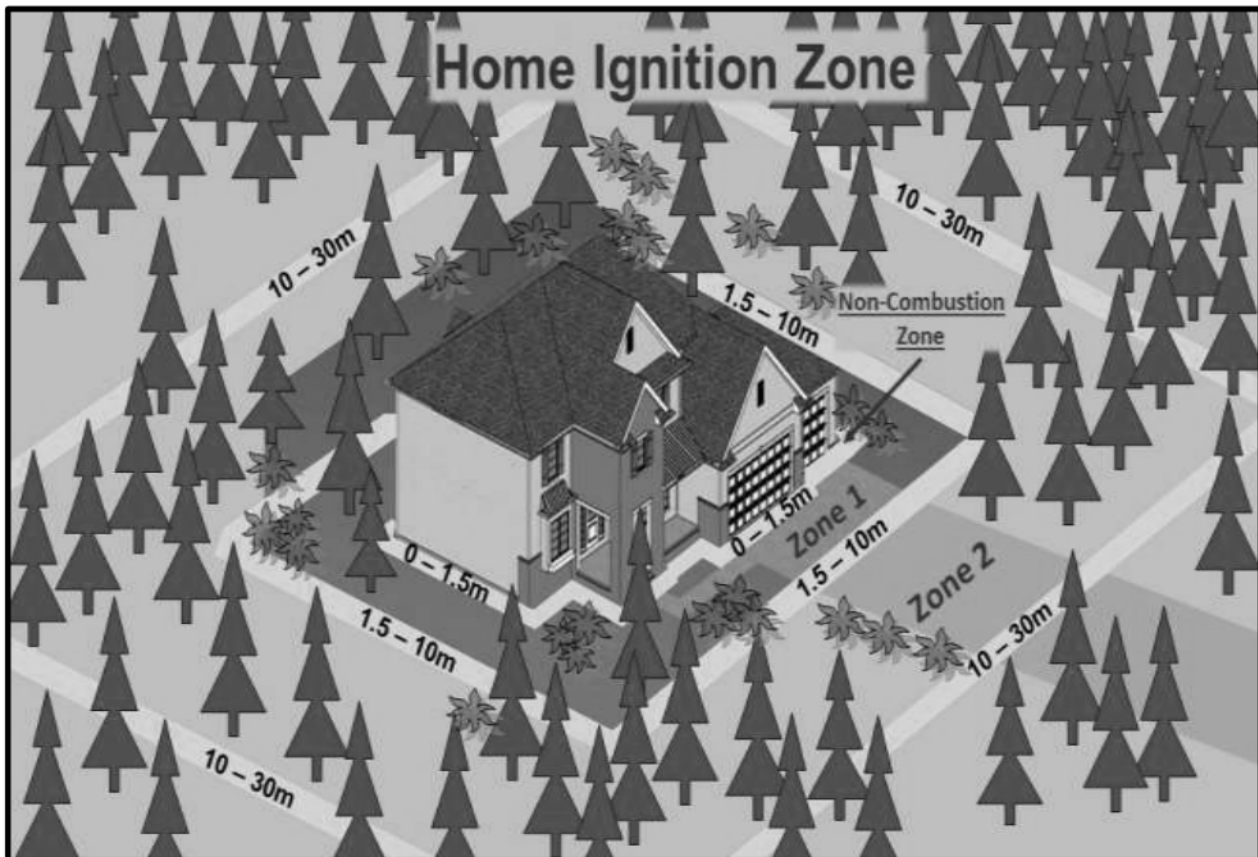 Home Ignition Zone
10 – 30m
10 – 30m
1.5 – 10m
Non-Combustion
Zone
0 – 1.5m
Zone 1
0 – 1.5m
1.5 – 10m
Zone 2
1.5 – 10m
10 – 30m
10 – 30m